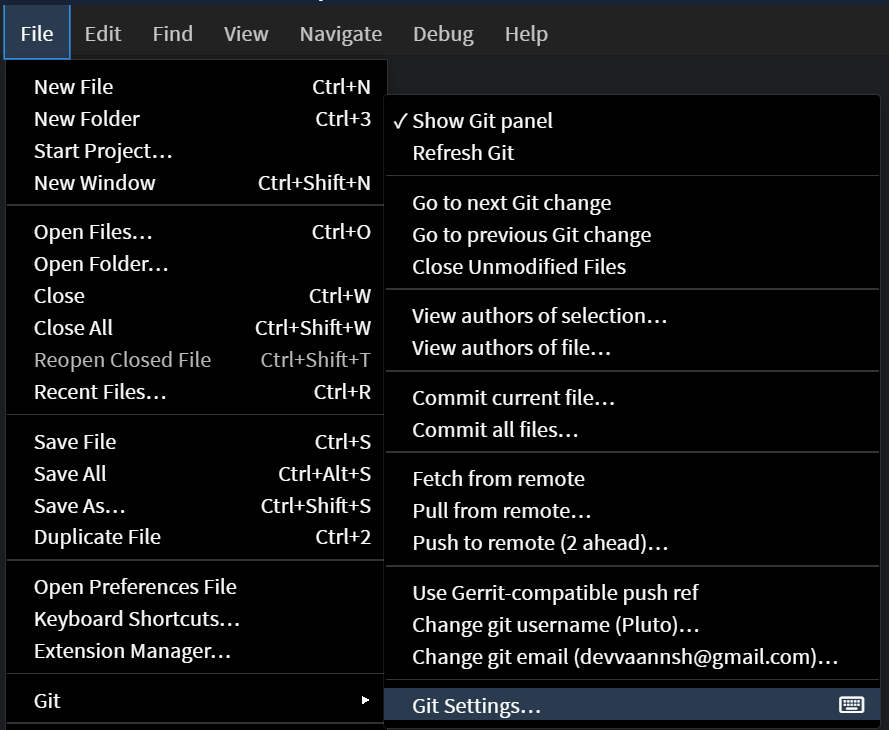 File Edit Find View Navigate Debug Help
New File Ctrl+N
New Folder Ctrl+3
Start Project...
New Window Ctrl+Shift+N
Open Files... Ctrl+O
Open Folder...
Close Ctrl+W
Close All Ctrl+Shift+W
Reopen Closed File Ctrl+Shift+T
Recent Files... Ctrl+R
Save File Ctrl+S
Save All Ctrl+Alt+S
Save As... Ctrl+Shift+S
Duplicate File Ctrl+2
Open Preferences File
Keyboard Shortcuts...
Extension Manager...
Git
✓ Show Git panel
Refresh Git
Go to next Git change
Go to previous Git change
Close Unmodified Files
View authors of selection...
View authors of file...
Commit current file...
Commit all files...
Fetch from remote
Pull from remote...
Push to remote (2 ahead)...
Use Gerrit-compatible push ref
Change git username (Pluto)...
Change git email (devvaannsh@gmail.com)...
Git Settings...